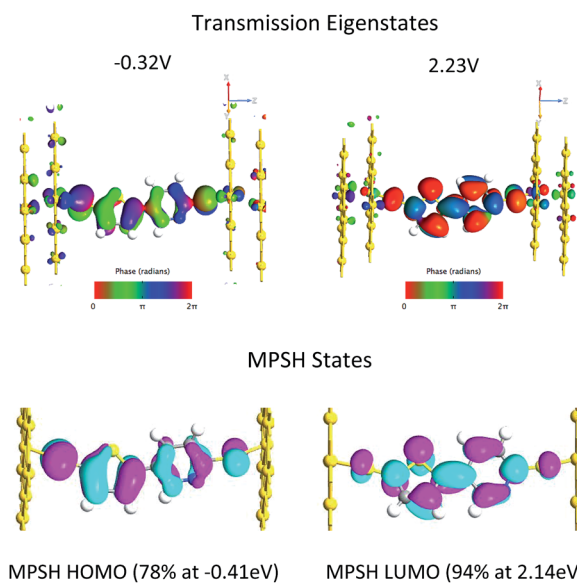 Transmission Eigenstates
-0.32V
2.23V
X
Z
Y
X
Z
Y
Phase (radians)
0 π 2π
Phase (radians)
0 π 2π
MPSH States
MPSH HOMO (78% at -0.41eV)
MPSH LUMO (94% at 2.14eV